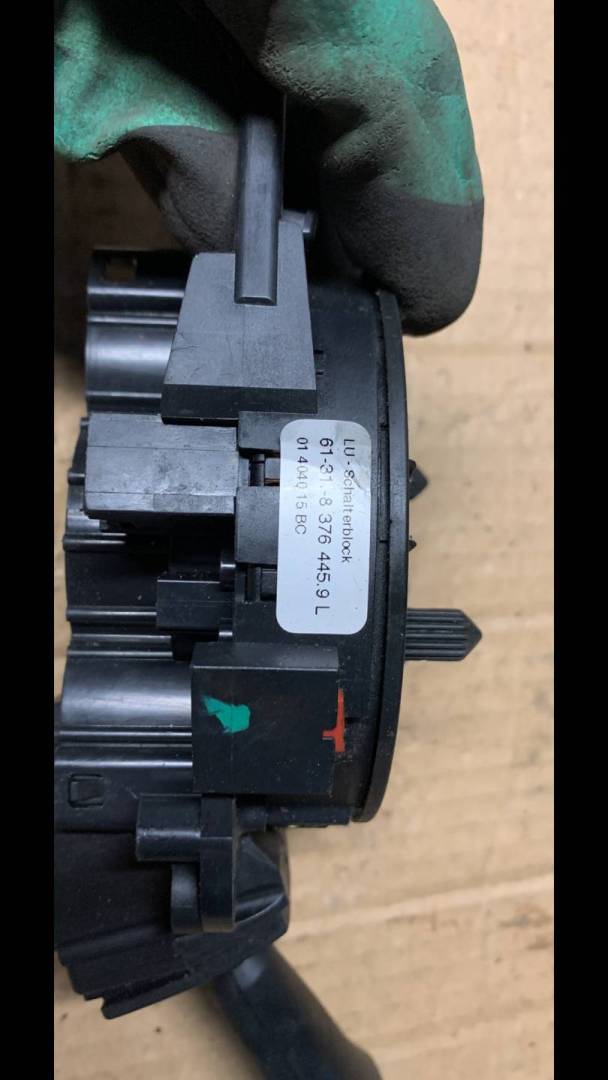 LU-Schalterblock
61-31.-8 376 445.9 L
01 4040 15 BC